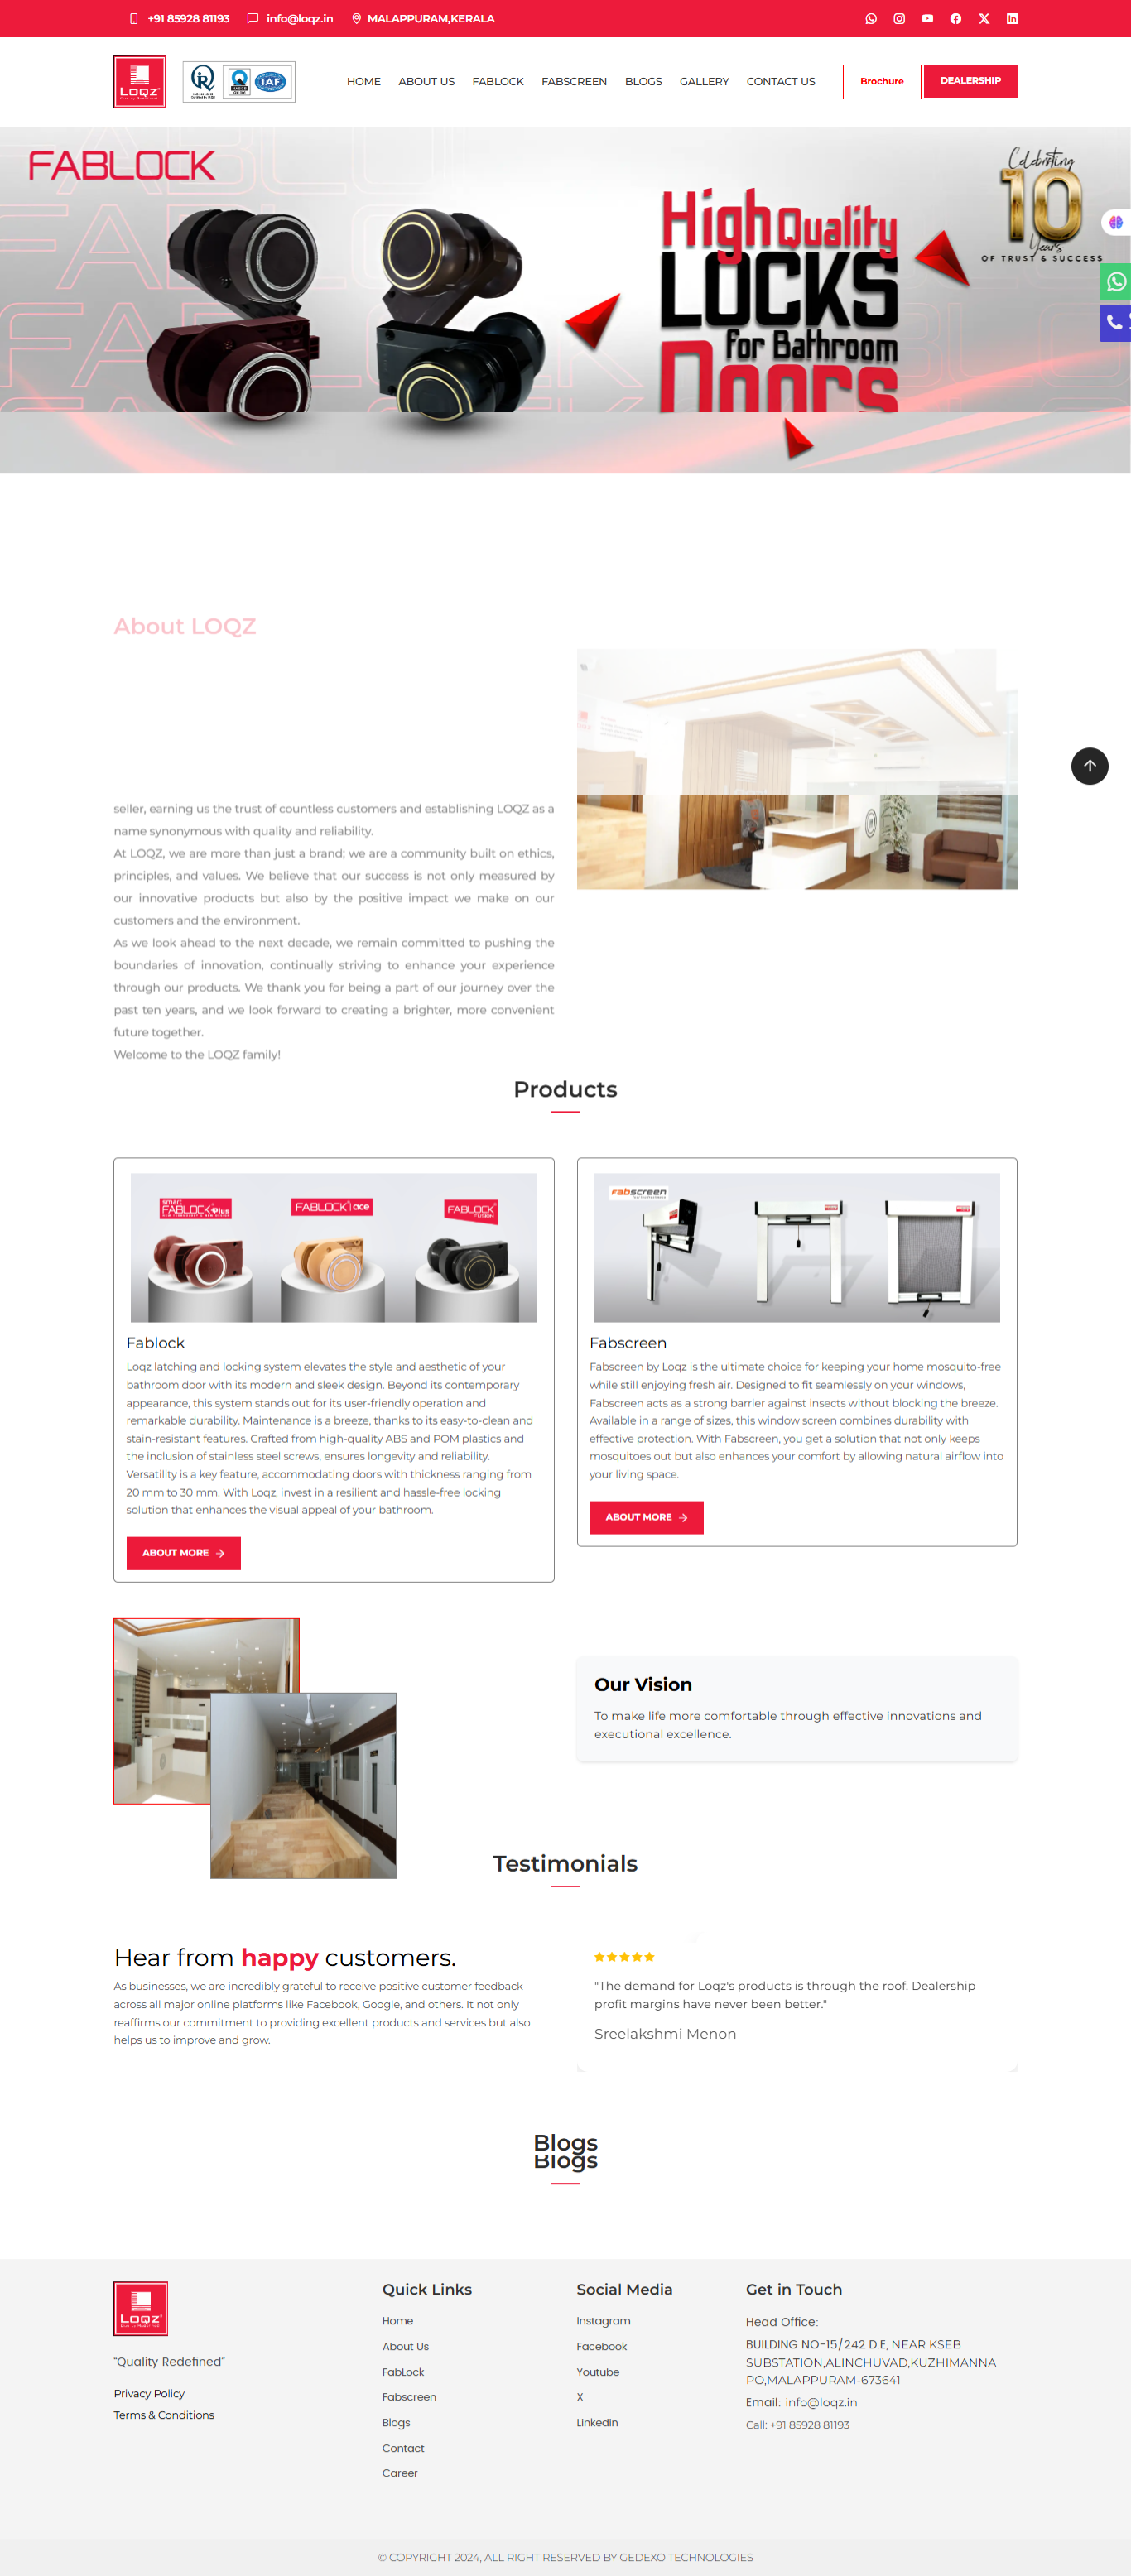 +91 85928 81193 info@loqz.in MALAPPURAM,KERALA
LOQZ
IAF
HOME ABOUT US FABLOCK FABSCREEN BLOGS GALLERY CONTACT US Brochure DEALERSHIP
FABLOCK
Celebrating
10
Years
OF TRUST & SUCCESS
High Quality
LOCKS
for Bathroom
Doors
About LOQZ
seller, earning us the trust of countless customers and establishing LOQZ as a
name synonymous with quality and reliability.
At LOQZ, we are more than just a brand; we are a community built on ethics,
principles, and values. We believe that our success is not only measured by
our innovative products but also by the positive impact we make on our
customers and the environment.
As we look ahead to the next decade, we remain committed to pushing the
boundaries of innovation, continually striving to enhance your experience
through our products. We thank you for being a part of our journey over the
past ten years, and we look forward to creating a brighter, more convenient
future together.
Welcome to the LOQZ family!
Products
smart
FABLOCK Plus
FABLOCK ace
FABLOCK
FUSION
Fablock
Loqz latching and locking system elevates the style and aesthetic of your
bathroom door with its modern and sleek design. Beyond its contemporary
appearance, this system stands out for its user-friendly operation and
remarkable durability. Maintenance is a breeze, thanks to its easy-to-clean and
stain-resistant features. Crafted from high-quality ABS and POM plastics and
the inclusion of stainless steel screws, ensures longevity and reliability.
Versatility is a key feature, accommodating doors with thickness ranging from
20 mm to 30 mm. With Loqz, invest in a resilient and hassle-free locking
solution that enhances the visual appeal of your bathroom.
ABOUT MORE
Fabscreen
Fabscreen
Fabscreen by Loqz is the ultimate choice for keeping your home mosquito-free
while still enjoying fresh air. Designed to fit seamlessly on your windows,
Fabscreen acts as a strong barrier against insects without blocking the breeze.
Available in a range of sizes, this window screen combines durability with
effective protection. With Fabscreen, you get a solution that not only keeps
mosquitoes out but also enhances your comfort by allowing natural airflow into
your living space.
ABOUT MORE
Our Vision
To make life more comfortable through effective innovations and
executional excellence.
Testimonials
Hear from happy customers.
As businesses, we are incredibly grateful to receive positive customer feedback
across all major online platforms like Facebook, Google, and others. It not only
reaffirms our commitment to providing excellent products and services but also
helps us to improve and grow.
"The demand for Loqz's products is through the roof. Dealership
profit margins have never been better."
Sreelakshmi Menon
Blogs
Blogs
LOQZ
"Quality Redefined"
Privacy Policy
Terms & Conditions
Quick Links
Home
About Us
FabLock
Fabscreen
Blogs
Contact
Career
Social Media
Instagram
Facebook
Youtube
X
Linkedin
Get in Touch
Head Office:
BUILDING NO-15/242 D.E, NEAR KSEB
SUBSTATION,ALINCHUVAD,KUZHIMANNA
PO,MALAPPURAM-673641
Email: info@loqz.in
Call: +91 85928 81193
© COPYRIGHT 2024, ALL RIGHT RESERVED BY GEDEXO TECHNOLOGIES